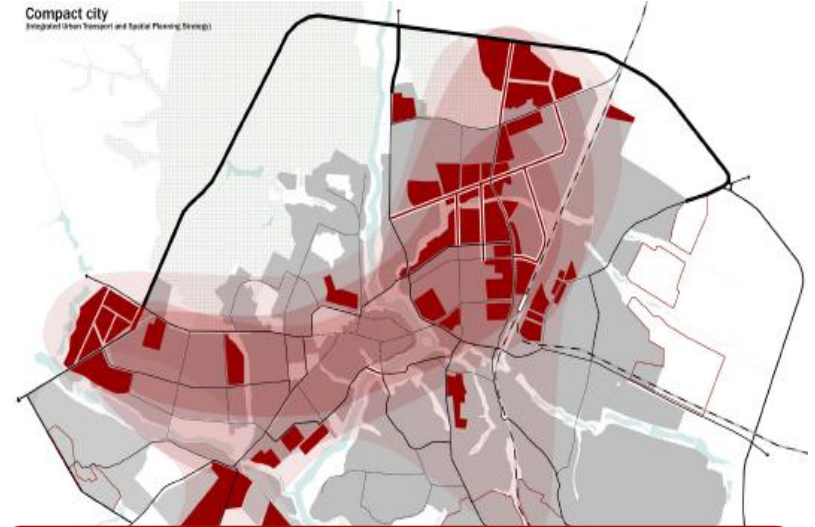 Compact city
(Integrated Urban Transport and Spatial Planning Strategy)